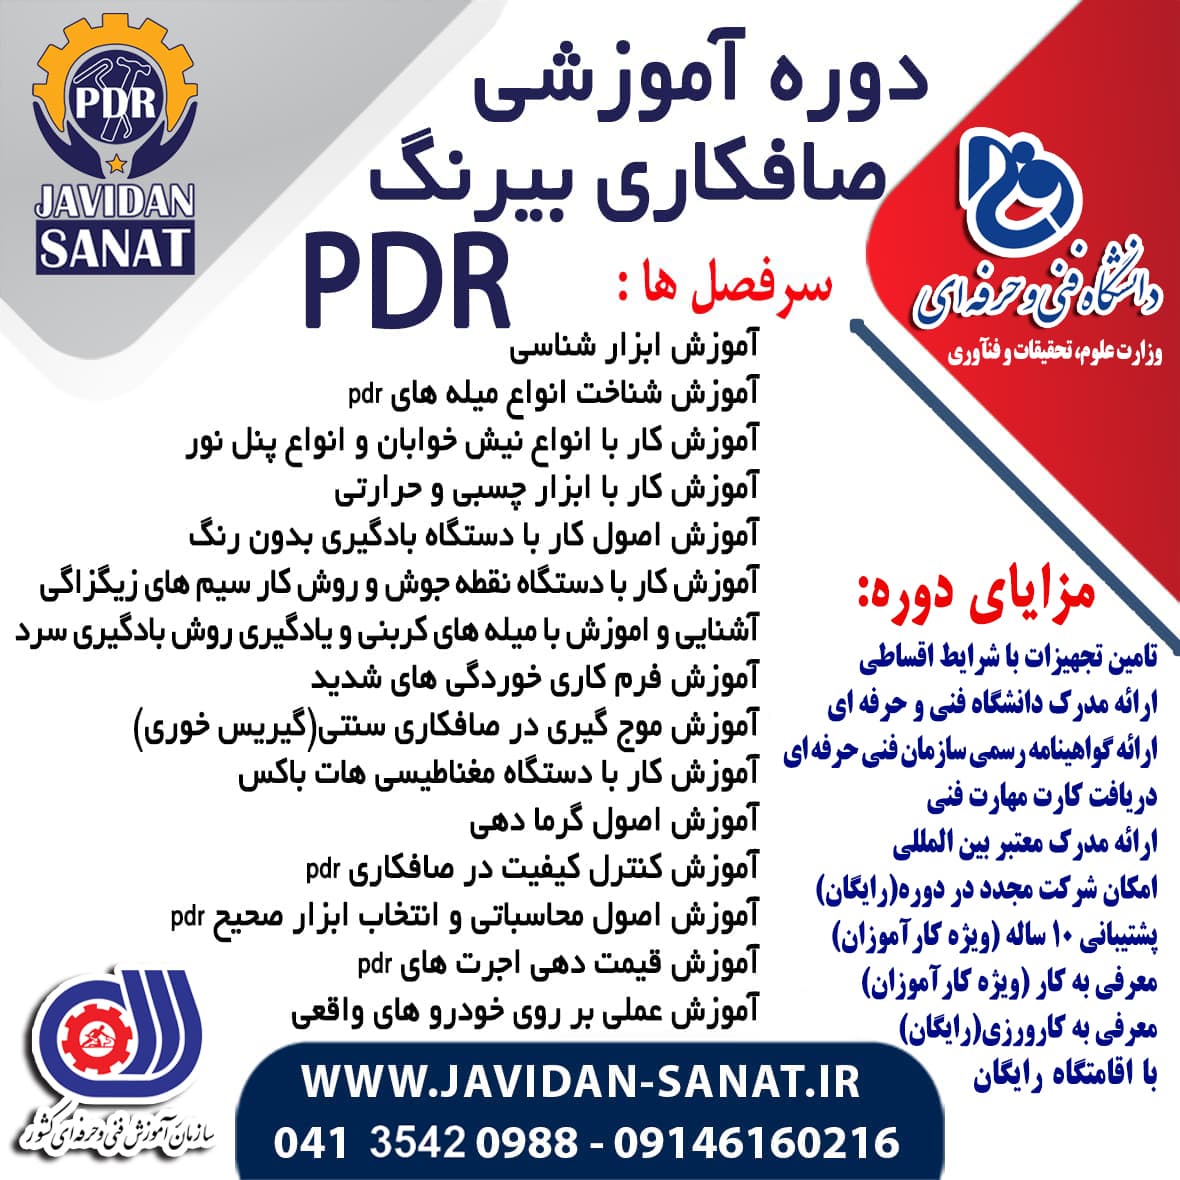 PDR
JAVIDAN
SANAT
دوره آموزشی
صافکاری بیرنگ
PDR
دانشگاه فنی و حرفه ای
وزارت علوم، تحقیقات و فنآوری
سرفصل ها :
آموزش ابزار شناسی
آموزش شناخت انواع میله های pdr
آموزش کار با انواع نیش خوابان و انواع پنل نور
آموزش کار با ابزار چسبی و حرارتی
آموزش اصول کار با دستگاه بادگیری بدون رنگ
آموزش کار با دستگاه نقطه جوش و روش کار سیم های زیگزاگی
آشنایی و اموزش با میله های کربنی و یادگیری روش بادگیری سرد
آموزش فرم کاری خوردگی های شدید
آموزش موج گیری در صافکاری سنتی(گیریس خوری)
آموزش کار با دستگاه مغناطیسی هات باکس
آموزش اصول گرما دهی
آموزش کنترل کیفیت در صافکاری pdr
آموزش اصول محاسباتی و انتخاب ابزار صحیح pdr
آموزش قیمت دهی اجرت های pdr
آموزش عملی بر روی خودرو های واقعی
مزایای دوره:
تامین تجهیزات با شرایط اقساطی
ارائه مدرک دانشگاه فنی و حرفه ای
ارائه گواهینامه رسمی سازمان فنی حرفه ای
دریافت کارت مهارت فنی
ارائه مدرک معتبر بین المللی
امکان شرکت مجدد در دوره(رایگان)
پشتیبانی ۱۰ ساله (ویژه کارآموزان)
معرفی به کار (ویژه کارآموزان)
معرفی به کارورزی(رایگان)
با اقامتگاه رایگان
سازمان آموزش فنی و حرفه ای کشور
WWW.JAVIDAN-SANAT.IR
041 3542 0988 - 09146160216